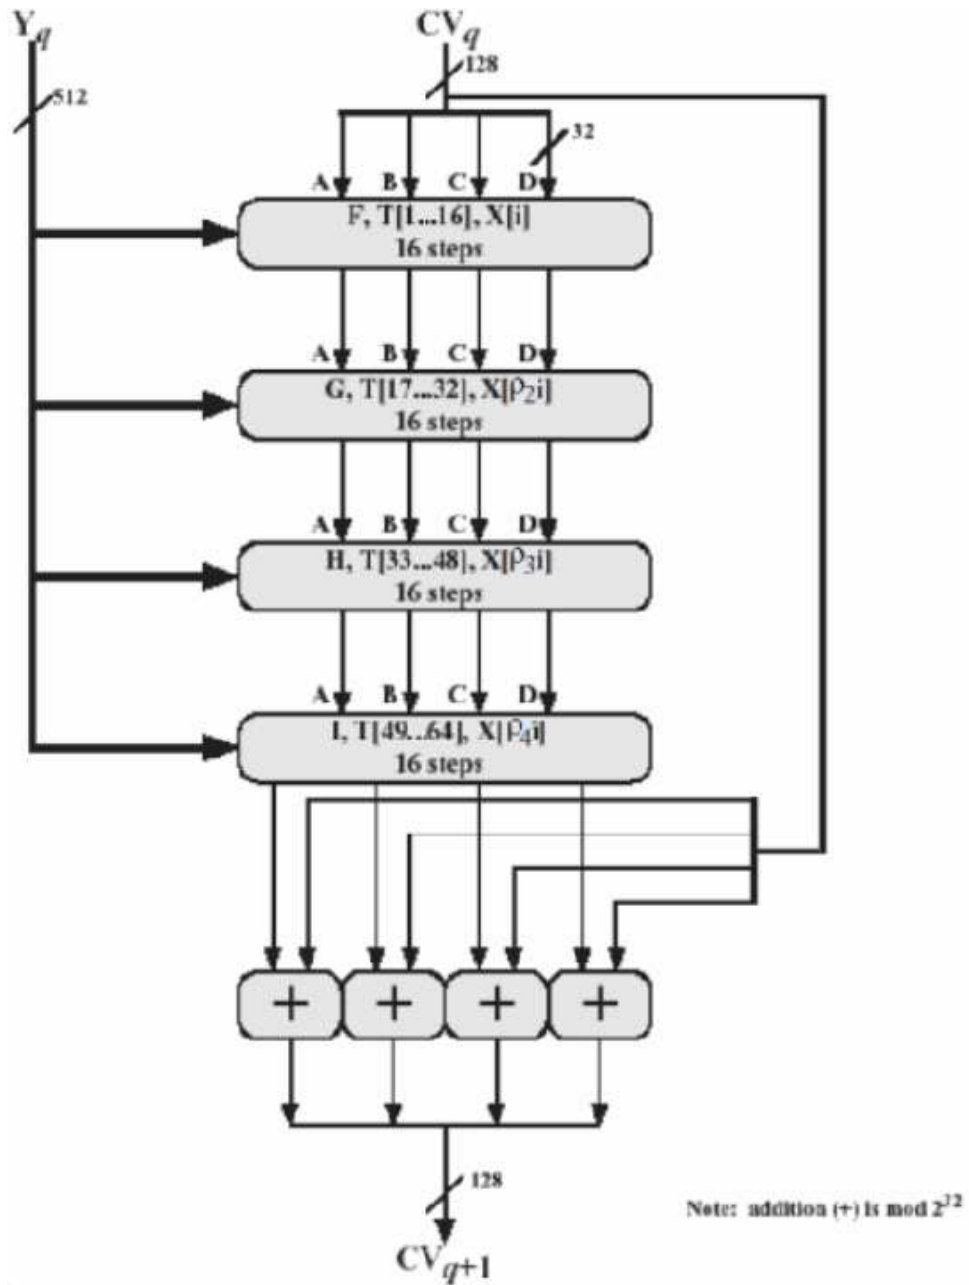 Yq
CVq
128
512
32
A B C D
F, T[1...16], X[i]
16 steps
A B C D
G, T[17...32], X[ρ2i]
16 steps
A B C D
H, T[33...48], X[ρ3i]
16 steps
A B C D
I, T[49...64], X[ρ4i]
16 steps
+ + + +
128
Note: addition (+) is mod 2^32
CVq+1